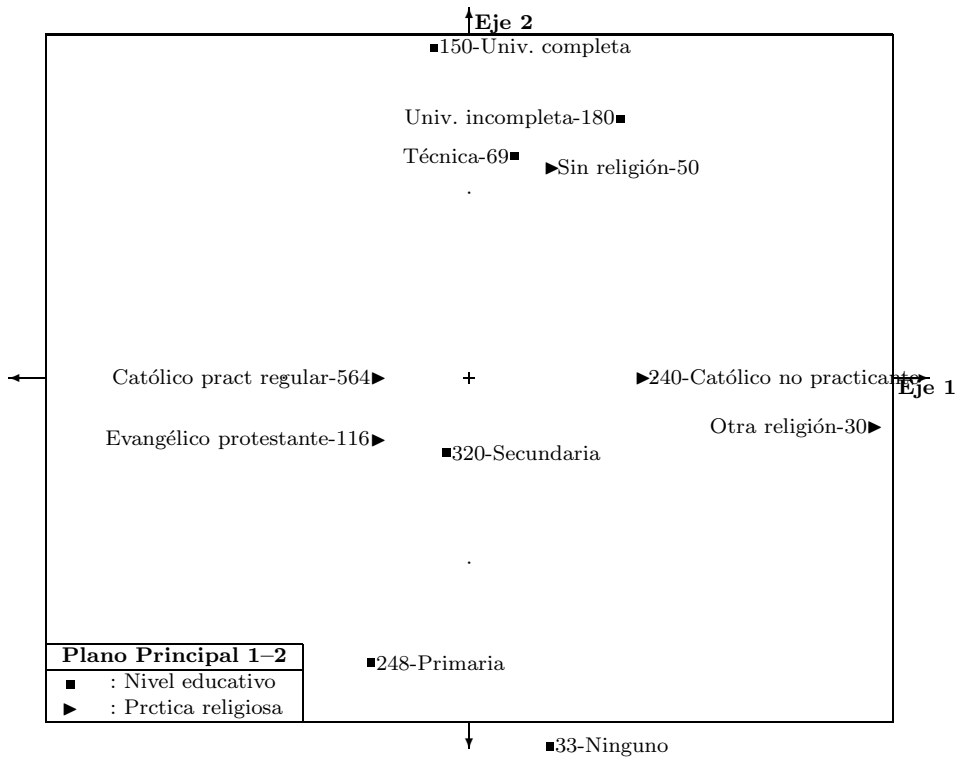 Eje 2
150-Univ. completa
Univ. incompleta-180
Técnica-69
Sin religión-50
Católico pract regular-564
240-Católico no practicante
Eje 1
Otra religión-30
Evangélico protestante-116
320-Secundaria
Plano Principal 1–2
248-Primaria
: Nivel educativo
: Prctica religiosa
33-Ninguno